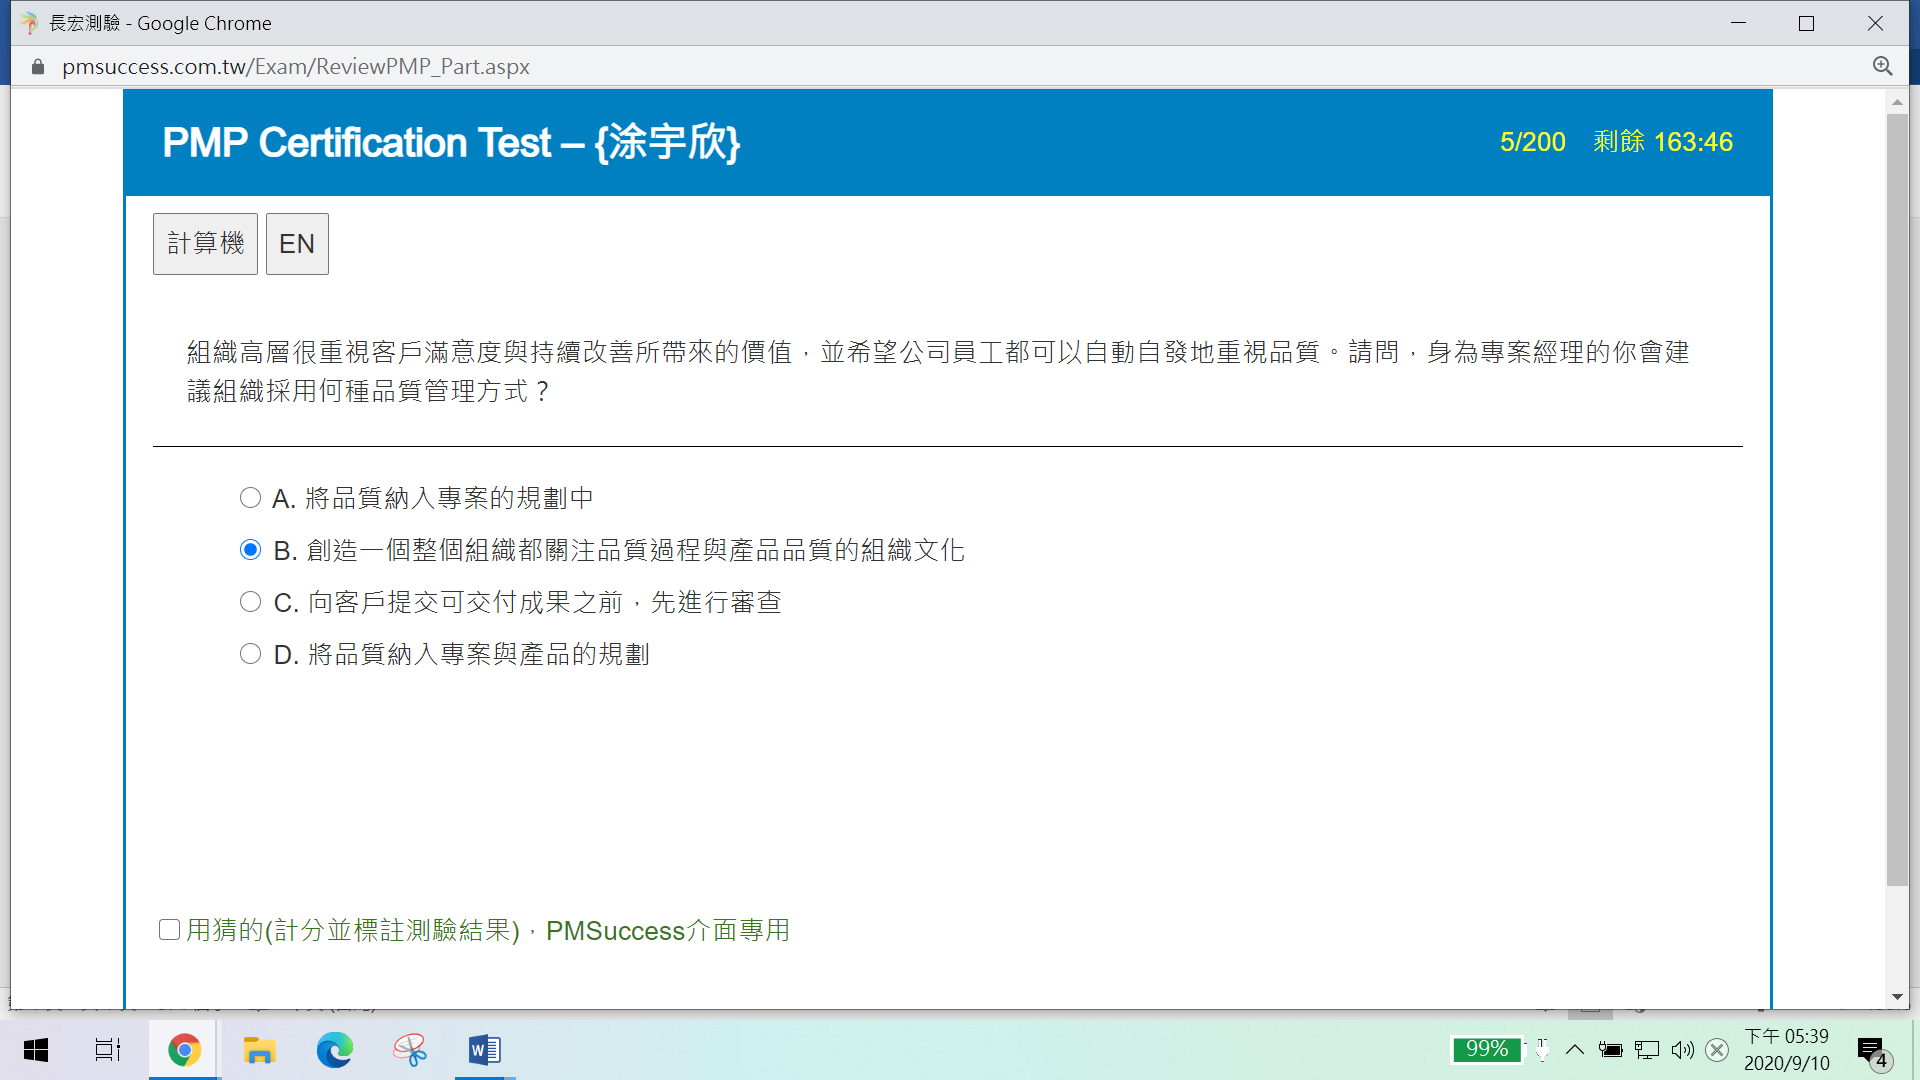 長宏測驗 - Google Chrome
pmsuccess.com.tw/Exam/ReviewPMP_Part.aspx
PMP Certification Test – {涂宇欣}
5/200 剩餘 163:46
計算機 EN
組織高層很重視客戶滿意度與持續改善所帶來的價值，並希望公司員工都可以自動自發地重視品質。請問，身為專案經理的你會建
議組織採用何種品質管理方式？
A. 將品質納入專案的規劃中
B. 創造一個整個組織都關注品質過程與產品品質的組織文化
C. 向客戶提交可交付成果之前，先進行審查
D. 將品質納入專案與產品的規劃
用猜的(計分並標註測驗結果)，PMSuccess介面專用
99%
下午 05:39
2020/9/10
4